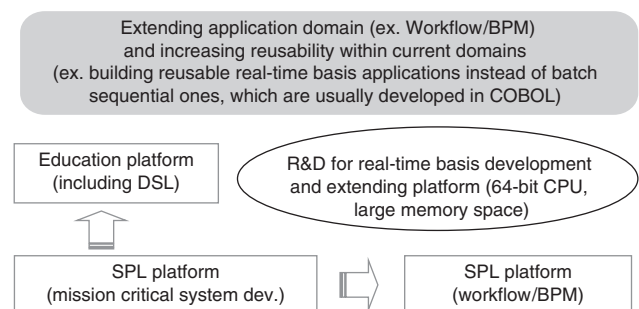 Extending application domain (ex. Workflow/BPM)
and increasing reusability within current domains
(ex. building reusable real-time basis applications instead of batch
sequential ones, which are usually developed in COBOL)
Education platform
(including DSL)
R&D for real-time basis development
and extending platform (64-bit CPU,
large memory space)
SPL platform
(mission critical system dev.)
SPL platform
(workflow/BPM)